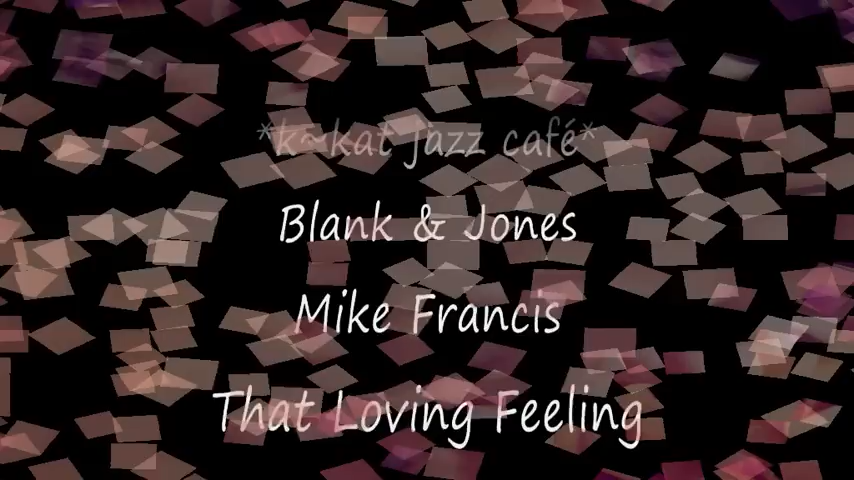 *k~kat jazz café*
Blank & Jones
Mike Francis
That Loving Feeling